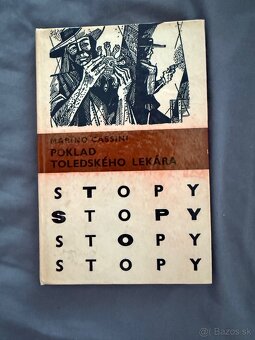 MARINO CASSINI
POKLAD
TOLEDSKÉHO LEKÁRA
STOPY
STOPY
STOPY
STOPY
© Bazos.sk